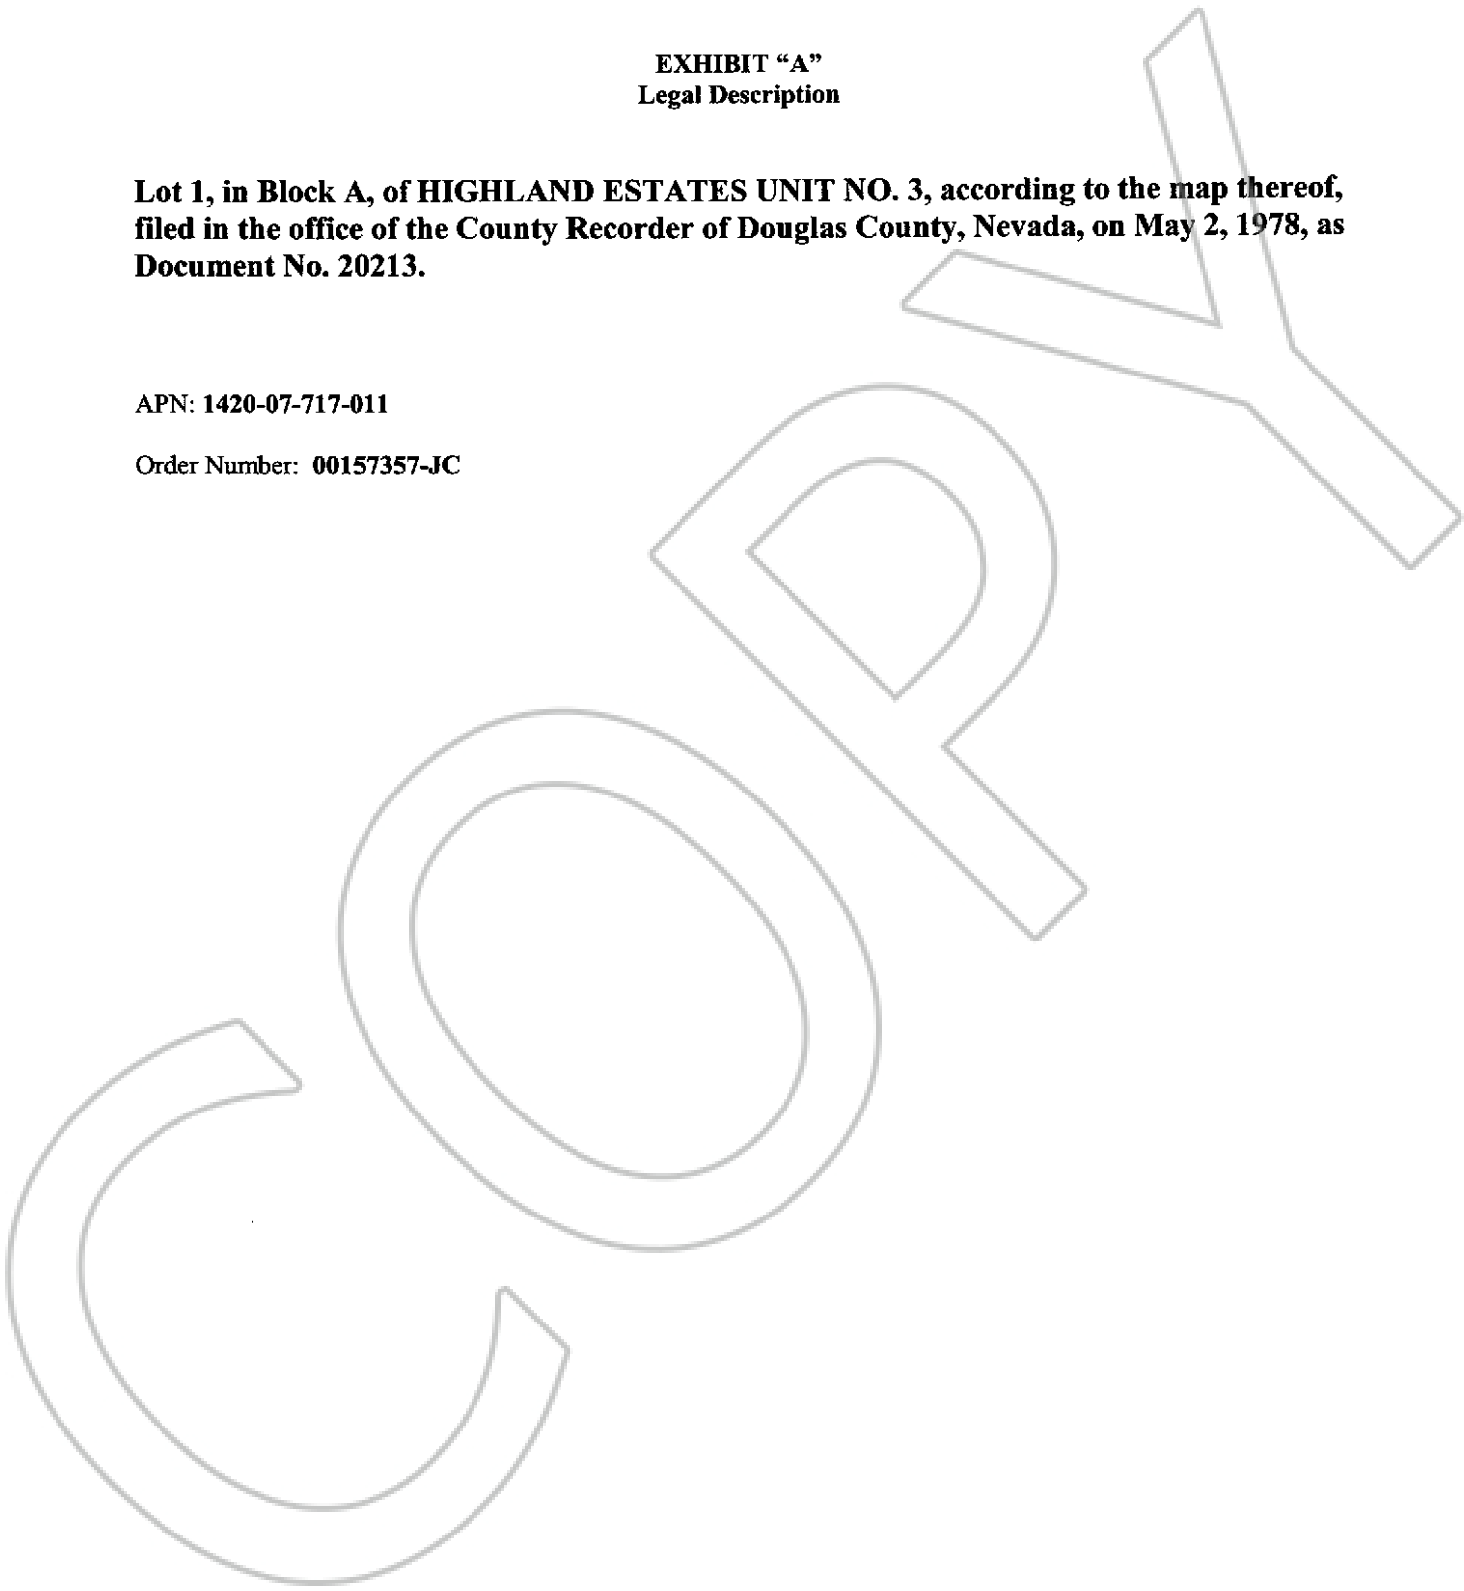 EXHIBIT “A”
Legal Description
Lot 1, in Block A, of HIGHLAND ESTATES UNIT NO. 3, according to the map thereof,
filed in the office of the County Recorder of Douglas County, Nevada, on May 2, 1978, as
Document No. 20213.
APN: 1420-07-717-011
Order Number: 00157357-JC
COPY